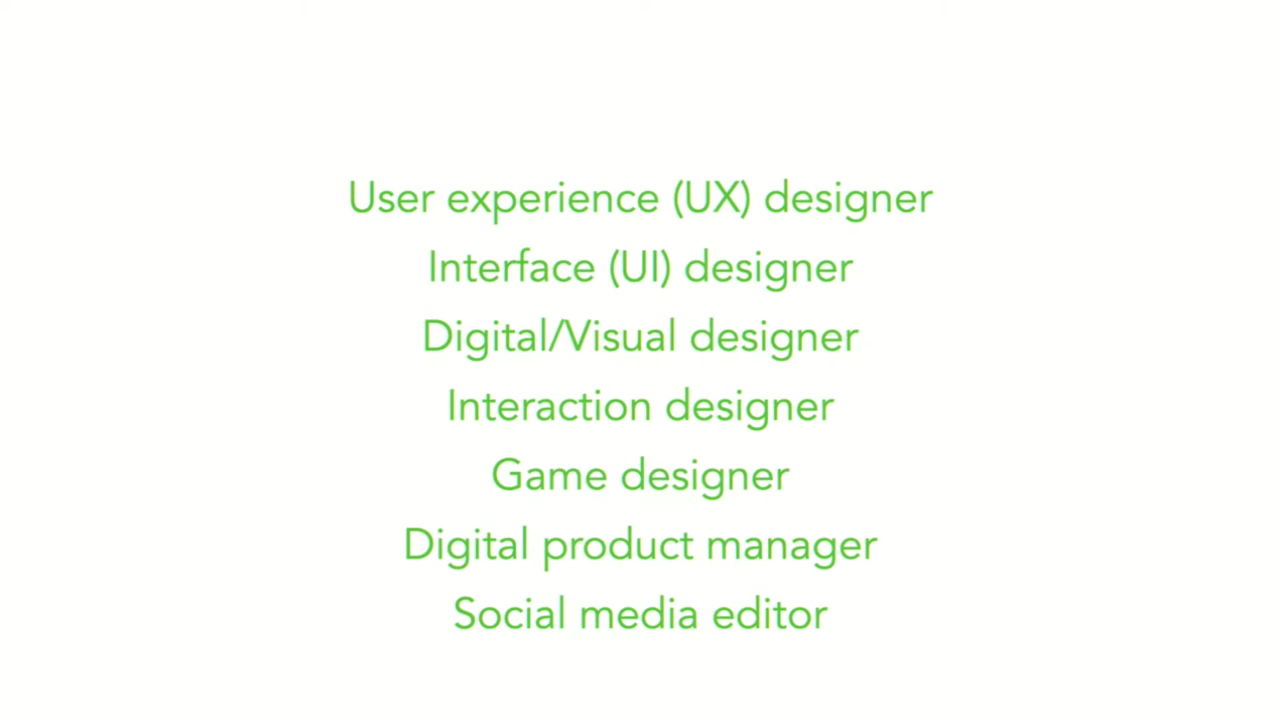 User experience (UX) designer
Interface (UI) designer
Digital/Visual designer
Interaction designer
Game designer
Digital product manager
Social media editor